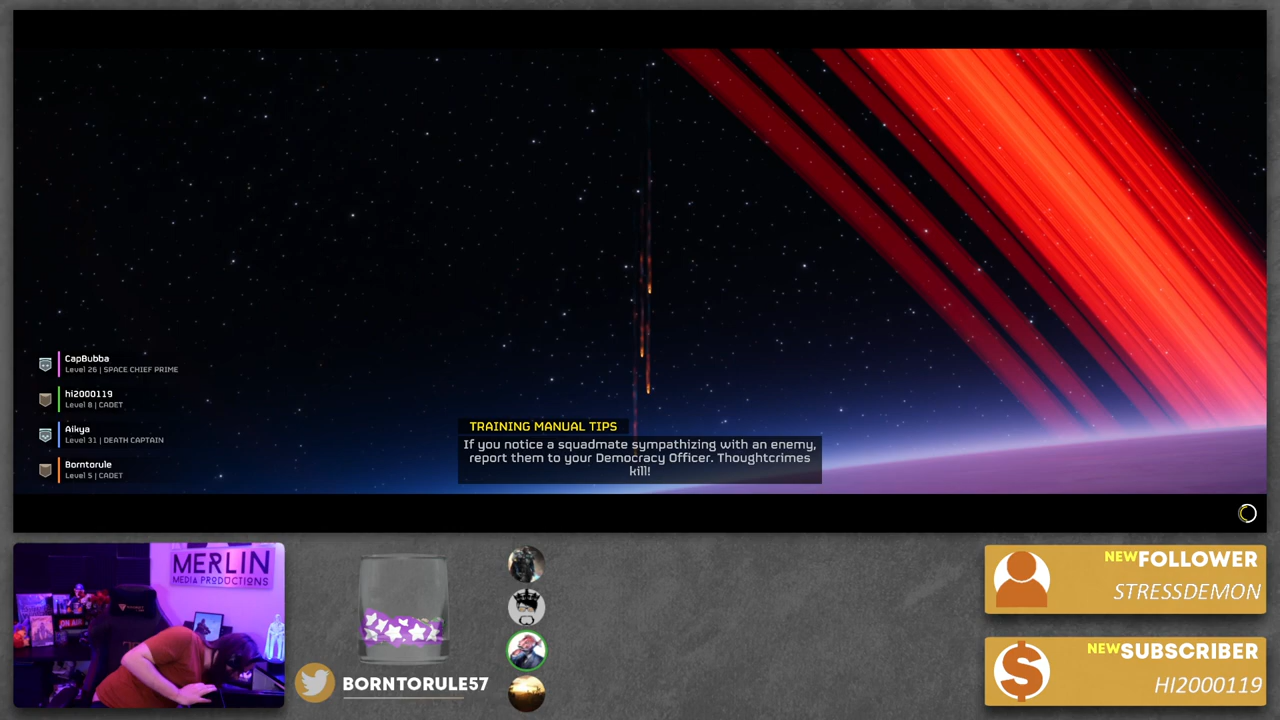 CapBubba
Level 26 | SPACE CHIEF PRIME
hi2000119
Level 8 | CADET
Aikya
Level 31 | DEATH CAPTAIN
Borntorule
Level 5 | CADET
TRAINING MANUAL TIPS
If you notice a squadmate sympathizing with an enemy,
report them to your Democracy Officer. Thoughtcrimes
kill!
MERLIN
MEDIA PRODUCTIONS
ON AIR
BORNTORULE57
NEW FOLLOWER
STRESSDEMON
NEW SUBSCRIBER
HI2000119